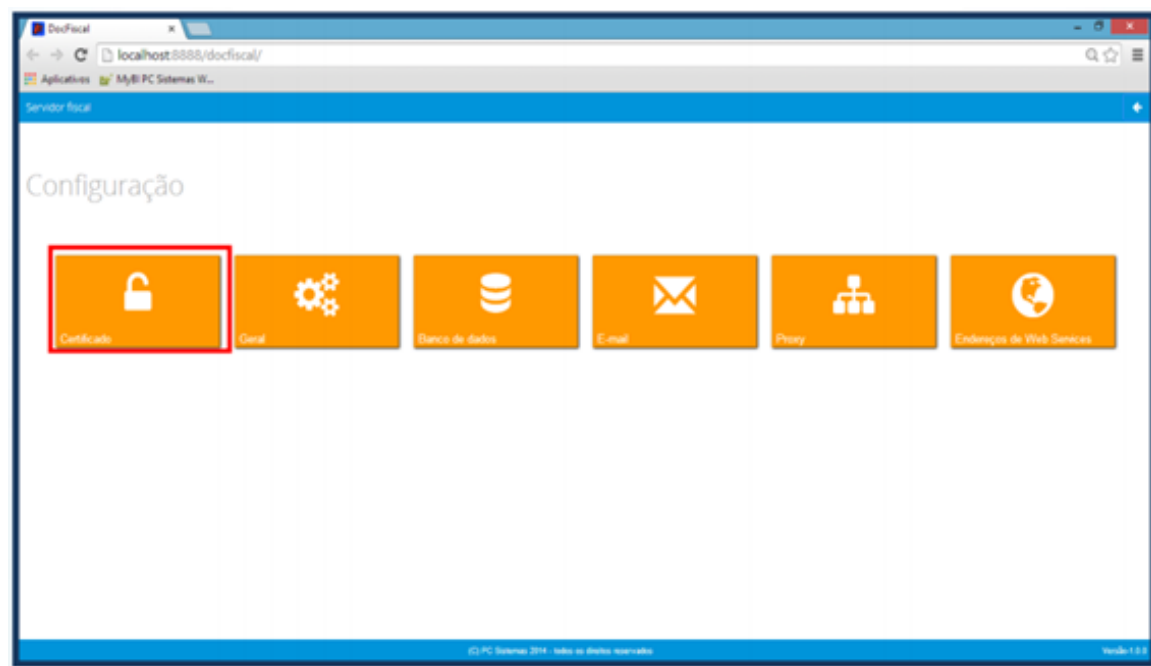 DocFiscal
localhost:8888/docfiscal/
Aplicativos MyBI PC Sistemas W...
Servidor fiscal
Configuração
Certificado Geral Banco de dados E-mail Proxy Endereços de Web Services
(C) PC Sistemas 2014 - todos os direitos reservados Versão-1.0.0